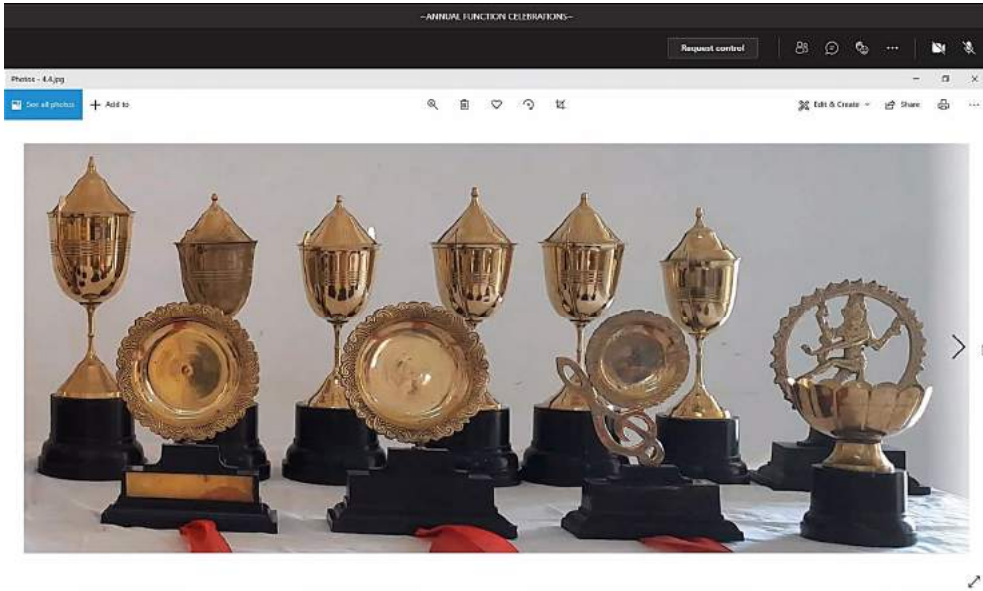 ~ANNUAL FUNCTION CELEBRATIONS~
Request control
Photos - 4.4.jpg
See all photos + Add to
Edit & Create Share